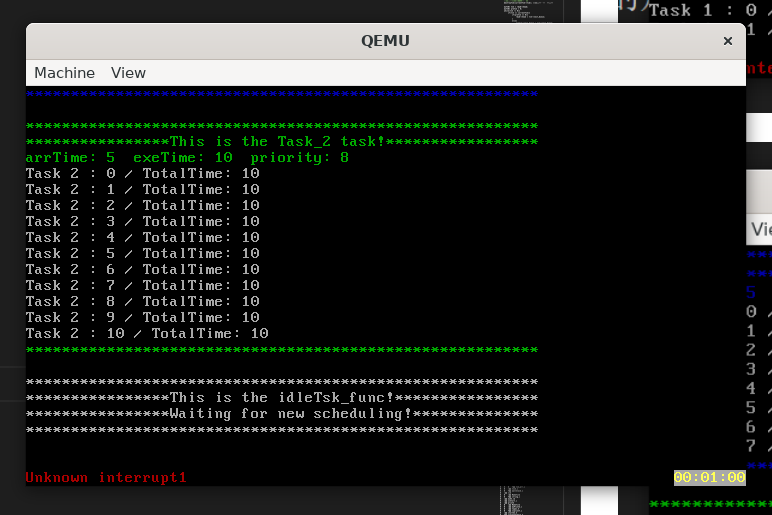 的)
Task 1 : 0 /
QEMU
×
Machine View
****************************************************************
*********************************************************
****************This is the Task_2 task!*****************
arrTime: 5 exeTime: 10 priority: 8
Task 2 : 0 / TotalTime: 10
Task 2 : 1 / TotalTime: 10
Task 2 : 2 / TotalTime: 10
Task 2 : 3 / TotalTime: 10
Task 2 : 4 / TotalTime: 10
Task 2 : 5 / TotalTime: 10
Task 2 : 6 / TotalTime: 10
Task 2 : 7 / TotalTime: 10
Task 2 : 8 / TotalTime: 10
Task 2 : 9 / TotalTime: 10
Task 2 : 10 / TotalTime: 10
*********************************************************
*********************************************************
****************This is the idleTsk_func!****************
****************Waiting for new scheduling!**************
*********************************************************
Unknown interrupt1
00:01:00
1 /
Vie
**
**
5
0 /
1 /
2 /
3 /
4 /
5 /
6 /
7 /
**
**************